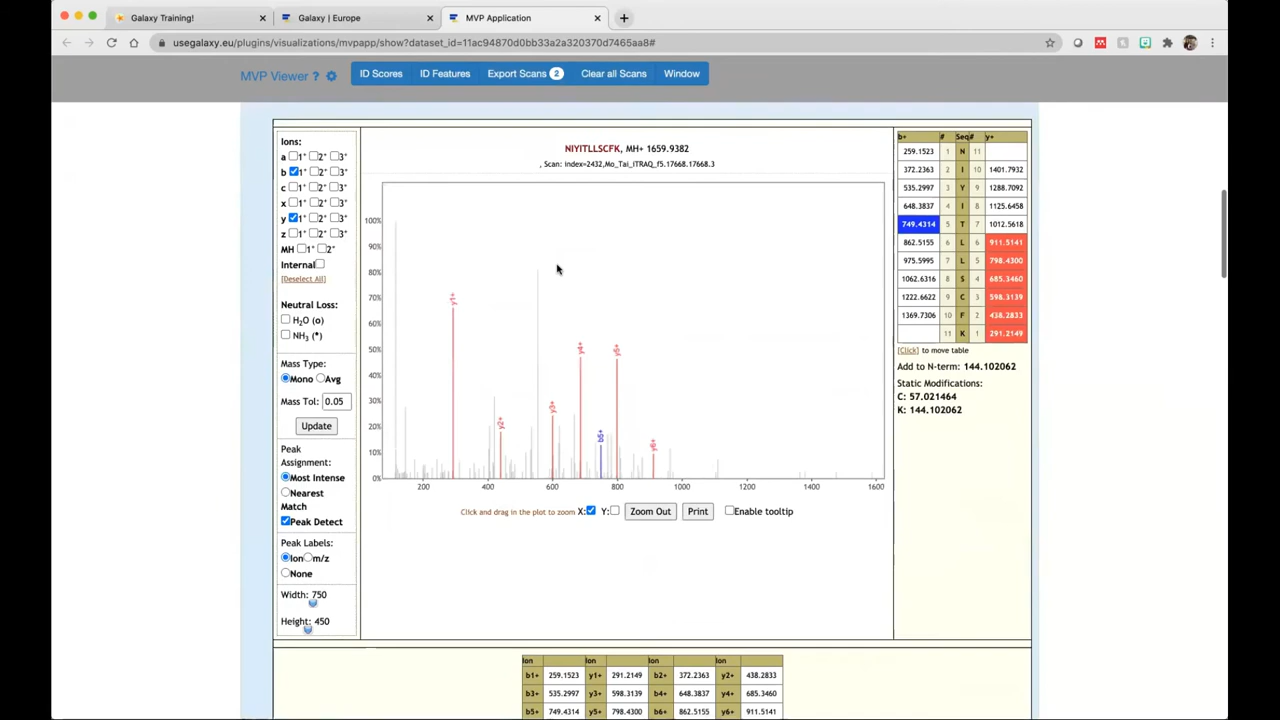 Galaxy Training!
Galaxy | Europe
MVP Application
usegalaxy.eu/plugins/visualizations/mvpapp/show?dataset_id=11ac94870d0bb33a2a320370d7465aa8#
MVP Viewer ?
ID Scores
ID Features
Export Scans 2
Clear all Scans
Window
Ions:
a 1+ 2+ 3+
b 1+ 2+ 3+
c 1+ 2+ 3+
x 1+ 2+ 3+
y 1+ 2+ 3+
z 1+ 2+ 3+
MH 1+ 2+
Internal
[Deselect All]
Neutral Loss:
H2O (o)
NH3 (*)
Mass Type:
Mono Avg
Mass Tol: 0.05
Update
Peak
Assignment:
Most Intense
Nearest
Match
Peak Detect
Peak Labels:
Ion m/z
None
Width: 750
Height: 450
NIYITLLSCFK, MH+ 1659.9382
, Scan: index=2432,Mo_Tai_iTRAQ_f5.17668.17668.3
100%
90%
80%
70%
60%
50%
40%
30%
20%
10%
0%
y1+
y2+
y3+
y4+
b5+
y5+
y6+
200 400 600 800 1000 1200 1400 1600
Click and drag in the plot to zoom X: Y: Zoom Out Print Enable tooltip
b+ # Seq # y+
259.1523 1 N 11
372.2363 2 I 10 1401.7932
535.2997 3 Y 9 1288.7092
648.3837 4 I 8 1125.6458
749.4314 5 T 7 1012.5618
862.5155 6 L 6 911.5141
975.5995 7 L 5 798.4300
1062.6316 8 S 4 685.3460
1222.6622 9 C 3 598.3139
1369.7306 10 F 2 438.2833
11 K 1 291.2149
[Click] to move table
Add to N-term: 144.102062
Static Modifications:
C: 57.021464
K: 144.102062
Ion Ion Ion Ion
b1+ 259.1523 y1+ 291.2149 b2+ 372.2363 y2+ 438.2833
b3+ 535.2997 y3+ 598.3139 b4+ 648.3837 y4+ 685.3460
b5+ 749.4314 y5+ 798.4300 b6+ 862.5155 y6+ 911.5141